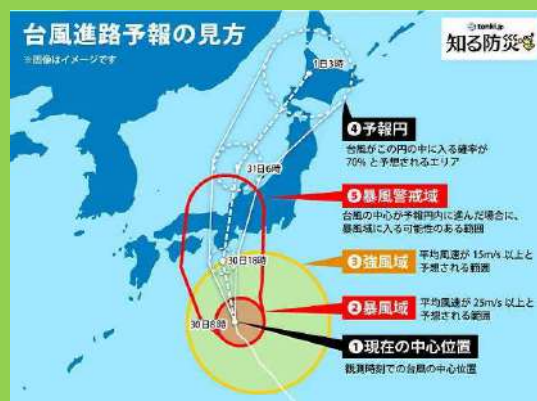 台風進路予報の見方
※画像はイメージです
tenki.jp
知る防災
1日3時
④予報円
台風がこの円の中に入る確率が
70%と予想されるエリア
31日6時
⑤暴風警戒域
台風の中心が予報円内に進んだ場合に、
暴風域に入る可能性のある範囲
30日18時
③強風域
平均風速が15m/s以上と
予想される範囲
②暴風域
平均風速が25m/s以上と
予想される範囲
30日8時
①現在の中心位置
観測時刻での台風の中心位置